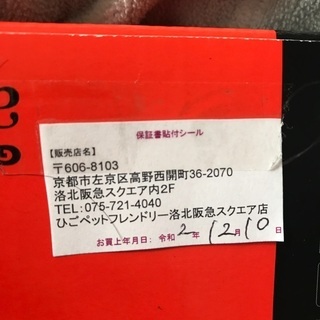 保証書貼付シール
【販売店名】
〒606-8103
京都市左京区高野西開町36-2070
洛北阪急スクエア内2F
TEL:075-721-4040
ひごペットフレンドリー洛北阪急スクエア店
お買上年月日：令和2年12月10日